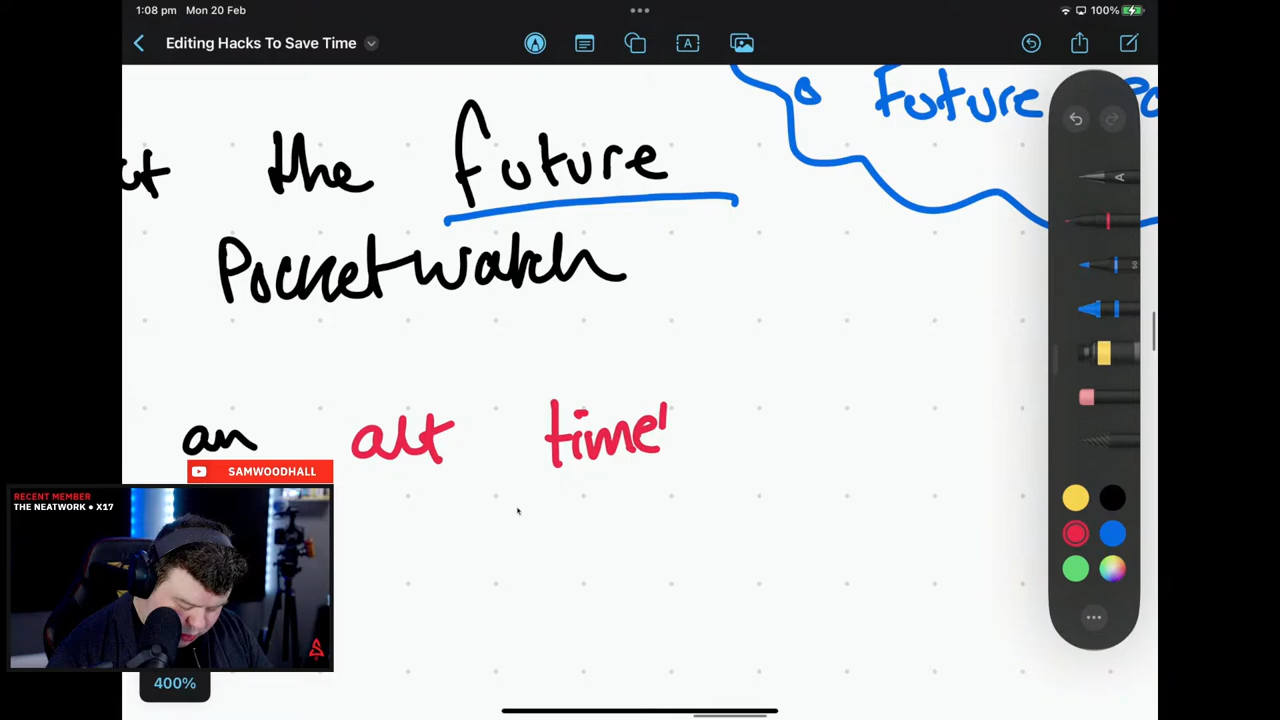 1:08 pm Mon 20 Feb
100%
Editing Hacks To Save Time
A
Future
the future
Pocketwatch
A
50
an alt time
SAMWOODHALL
RECENT MEMBER
THE NEATWORK • X17
400%